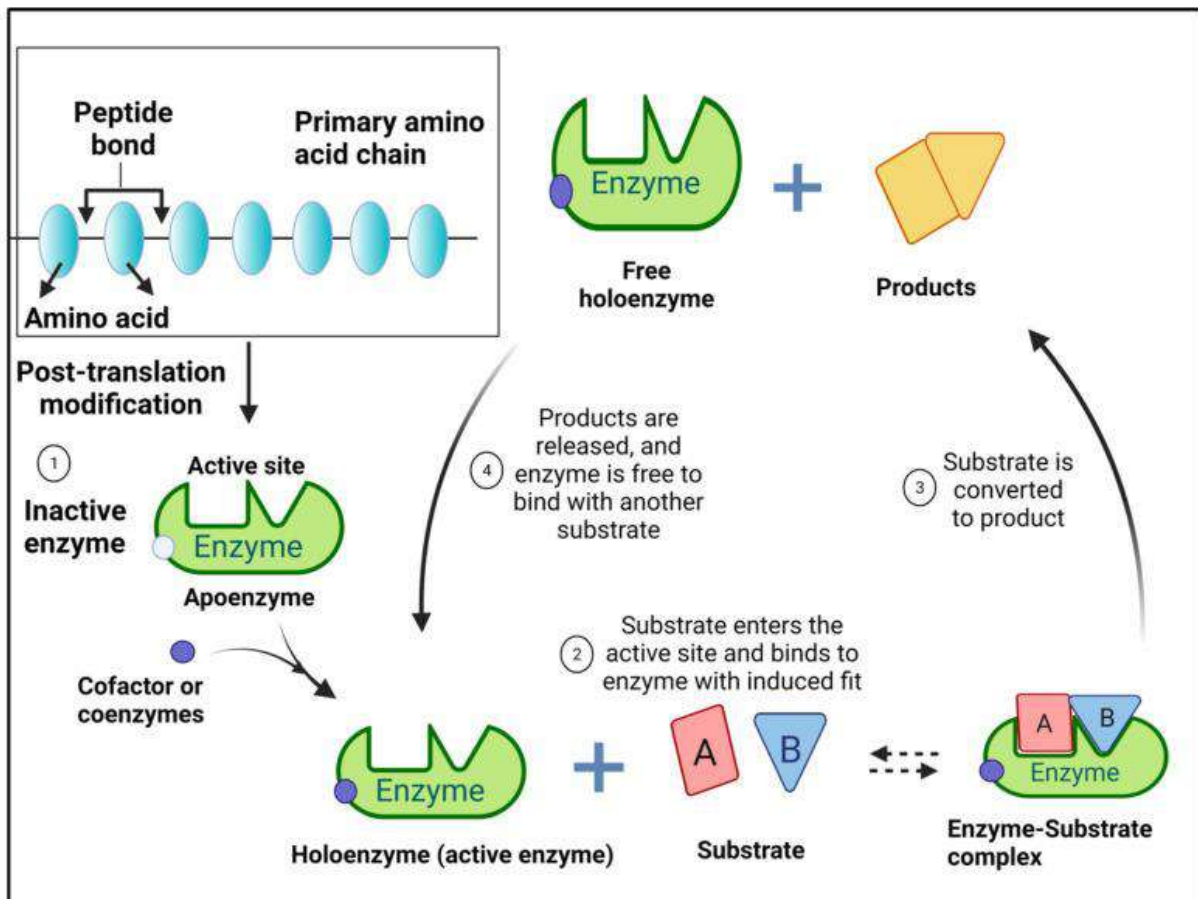 Peptide
bond
Primary amino
acid chain
Amino acid
Post-translation
modification
1
Inactive
enzyme
Active site
Enzyme
Apoenzyme
Cofactor or
coenzymes
Enzyme
Free
holoenzyme
Products
4
Products are
released, and
enzyme is free to
bind with another
substrate
3
Substrate is
converted
to product
2
Substrate enters the
active site and binds to
enzyme with induced fit
Enzyme
Holoenzyme (active enzyme)
A
B
Substrate
A
B
Enzyme
Enzyme-Substrate
complex